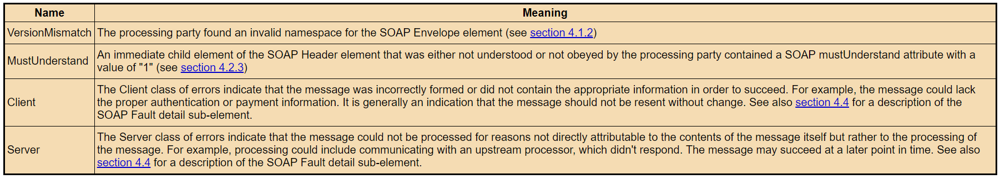 Name Meaning
VersionMismatch The processing party found an invalid namespace for the SOAP Envelope element (see section 4.1.2)
MustUnderstand An immediate child element of the SOAP Header element that was either not understood or not obeyed by the processing party contained a SOAP mustUnderstand attribute with a
value of "1" (see section 4.2.3)
Client The Client class of errors indicate that the message was incorrectly formed or did not contain the appropriate information in order to succeed. For example, the message could lack
the proper authentication or payment information. It is generally an indication that the message should not be resent without change. See also section 4.4 for a description of the
SOAP Fault detail sub-element.
Server The Server class of errors indicate that the message could not be processed for reasons not directly attributable to the contents of the message itself but rather to the processing of
the message. For example, processing could include communicating with an upstream processor, which didn't respond. The message may succeed at a later point in time. See also
section 4.4 for a description of the SOAP Fault detail sub-element.